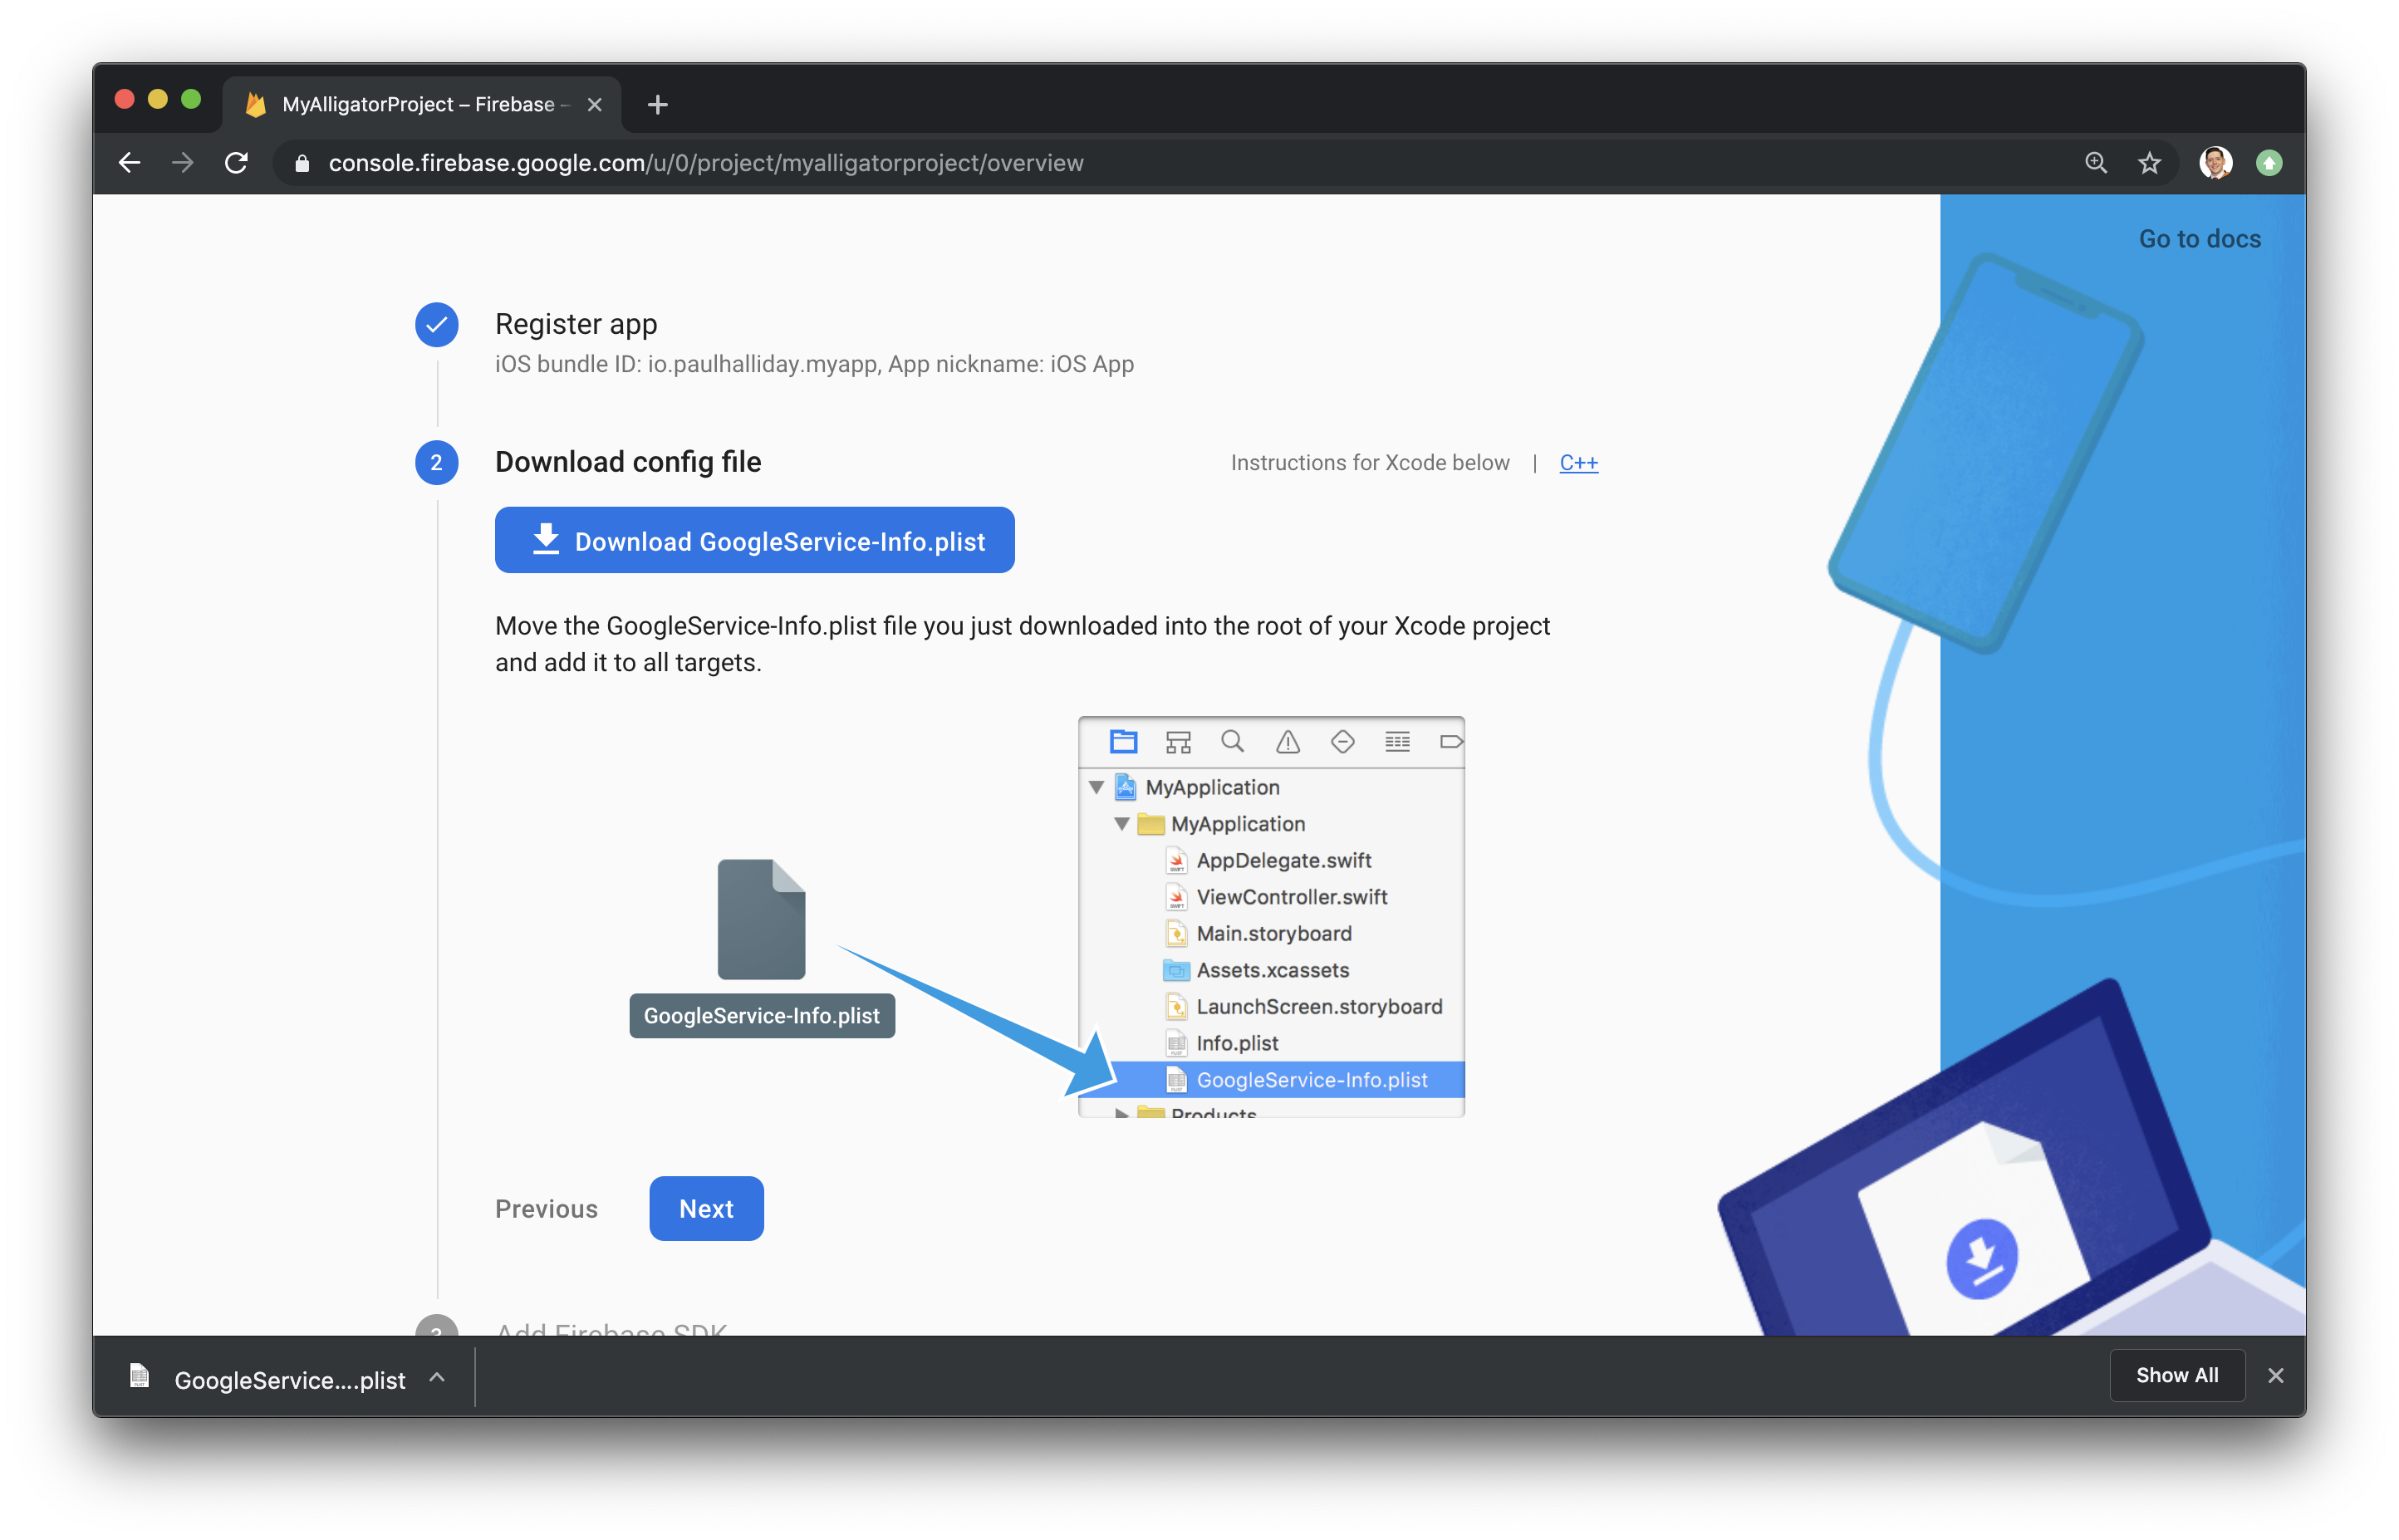 MyAlligatorProject – Firebase –
console.firebase.google.com/u/0/project/myalligatorproject/overview
Go to docs
Register app
iOS bundle ID: io.paulhalliday.myapp, App nickname: iOS App
2
Download config file
Instructions for Xcode below | C++
Download GoogleService-Info.plist
Move the GoogleService-Info.plist file you just downloaded into the root of your Xcode project
and add it to all targets.
MyApplication
MyApplication
AppDelegate.swift
ViewController.swift
Main.storyboard
Assets.xcassets
LaunchScreen.storyboard
Info.plist
GoogleService-Info.plist
Products
GoogleService-Info.plist
Previous
Next
3
Add Firebase SDK
GoogleService....plist
Show All